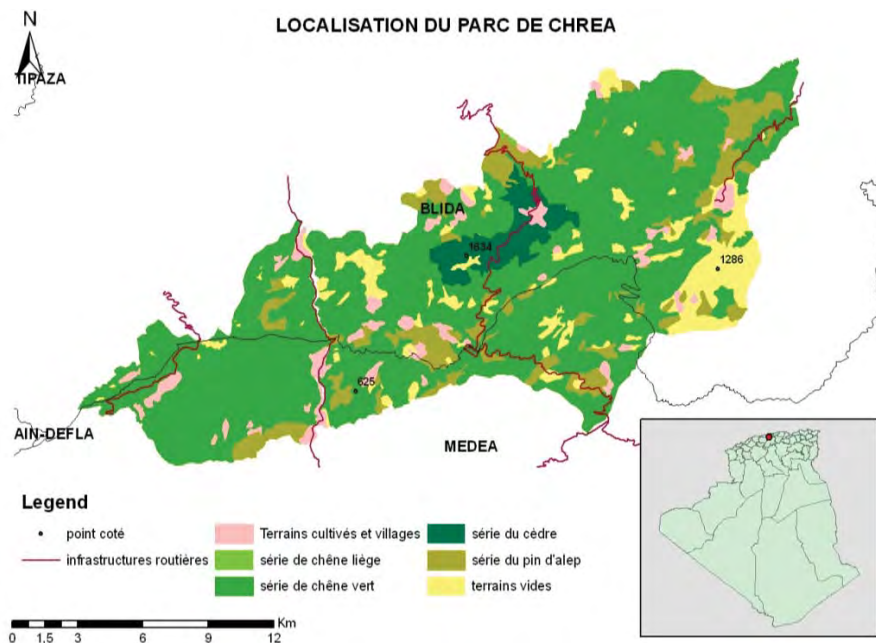 LOCALISATION DU PARC DE CHREA
N
TIPAZA
BLIDA
1634
1286
625
AIN-DEFLA
MEDEA
Legend
point coté
infrastructures routières
Terrains cultivés et villages
série de chêne liège
série de chêne vert
série du cèdre
série du pin d'alep
terrains vides
Km
0 1.5 3 6 9 12